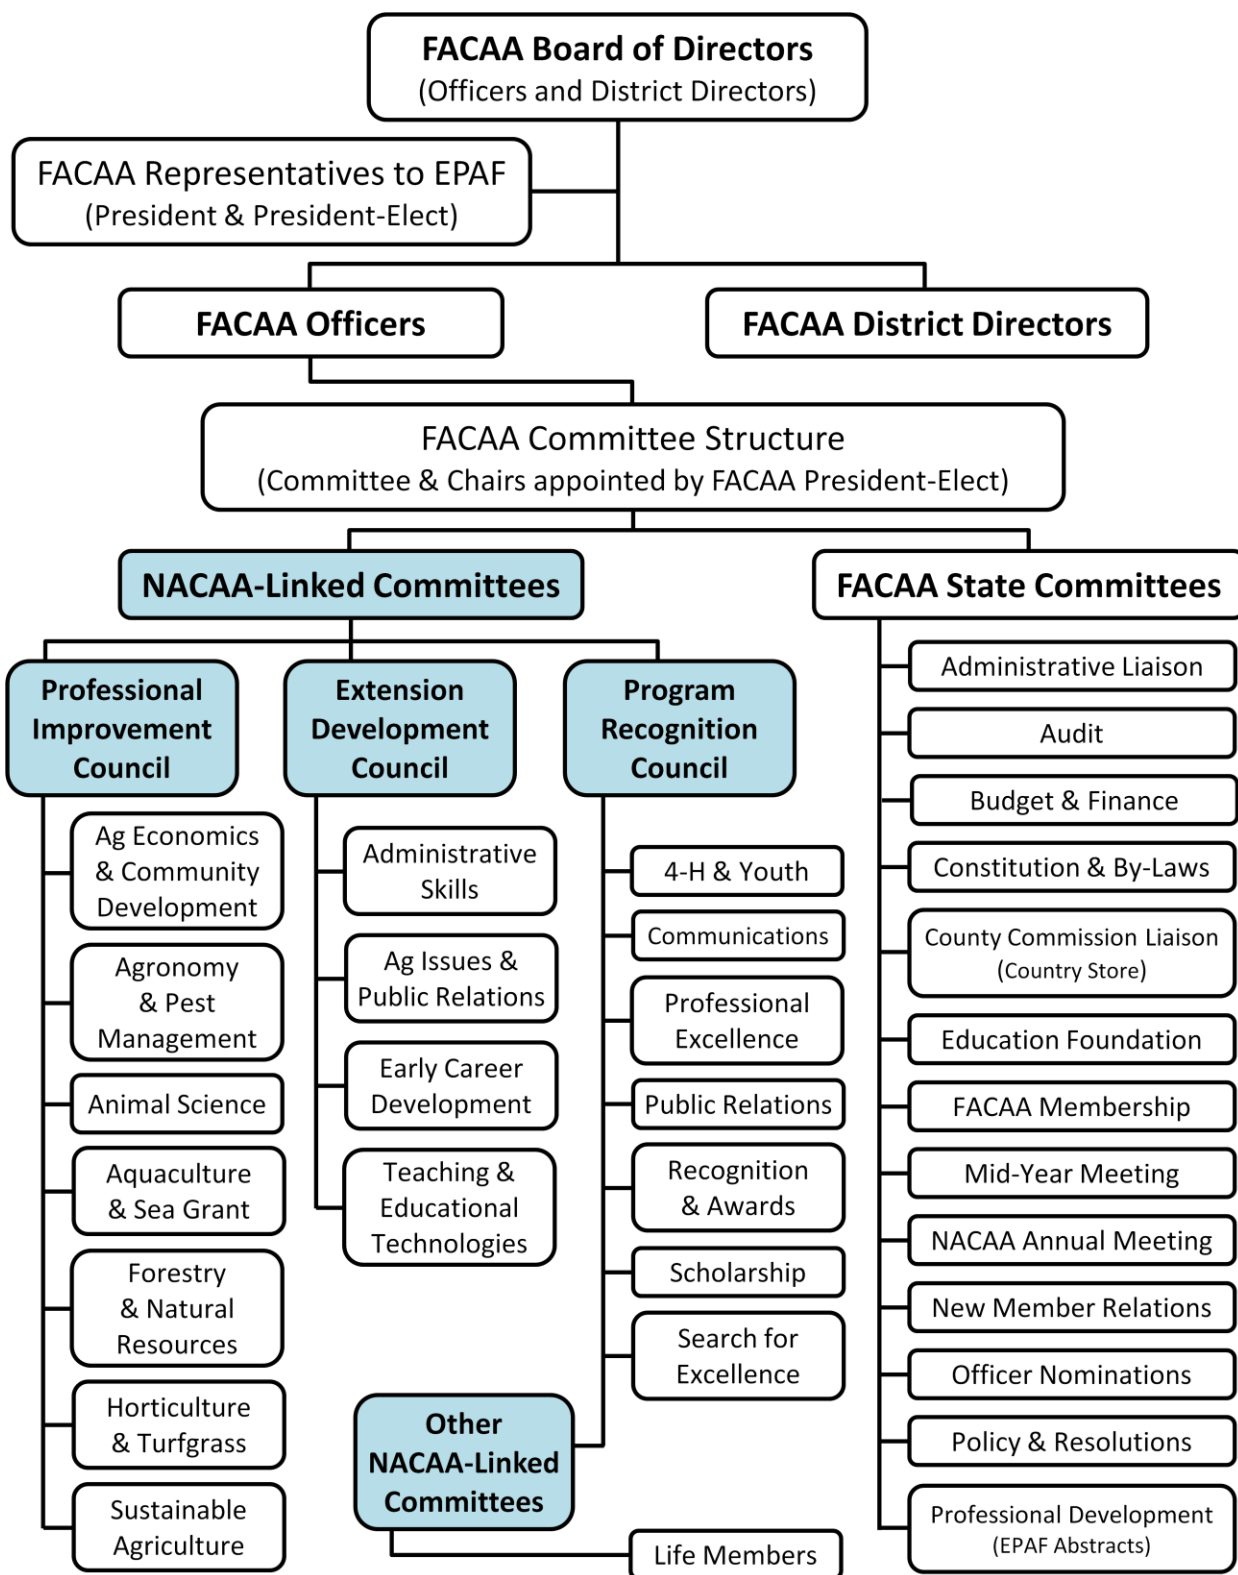 FACAA Board of Directors
(Officers and District Directors)
FACAA Representatives to EPAF
(President & President-Elect)
FACAA Officers
FACAA District Directors
FACAA Committee Structure
(Committee & Chairs appointed by FACAA President-Elect)
NACAA-Linked Committees
Professional
Improvement
Council
Ag Economics
& Community
Development
Agronomy
& Pest
Management
Animal Science
Aquaculture
& Sea Grant
Forestry
& Natural
Resources
Horticulture
& Turfgrass
Sustainable
Agriculture
Extension
Development
Council
Administrative
Skills
Ag Issues &
Public Relations
Early Career
Development
Teaching &
Educational
Technologies
Program
Recognition
Council
4-H & Youth
Communications
Professional
Excellence
Public Relations
Recognition
& Awards
Scholarship
Search for
Excellence
Other
NACAA-Linked
Committees
Life Members
FACAA State Committees
Administrative Liaison
Audit
Budget & Finance
Constitution & By-Laws
County Commission Liaison
(Country Store)
Education Foundation
FACAA Membership
Mid-Year Meeting
NACAA Annual Meeting
New Member Relations
Officer Nominations
Policy & Resolutions
Professional Development
(EPAF Abstracts)